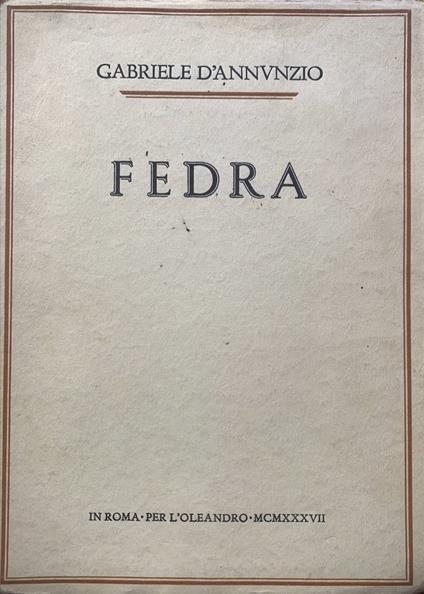 GABRIELE D'ANNVNZIO
FEDRA
IN ROMA·PER L'OLEANDRO·MCMXXXVII